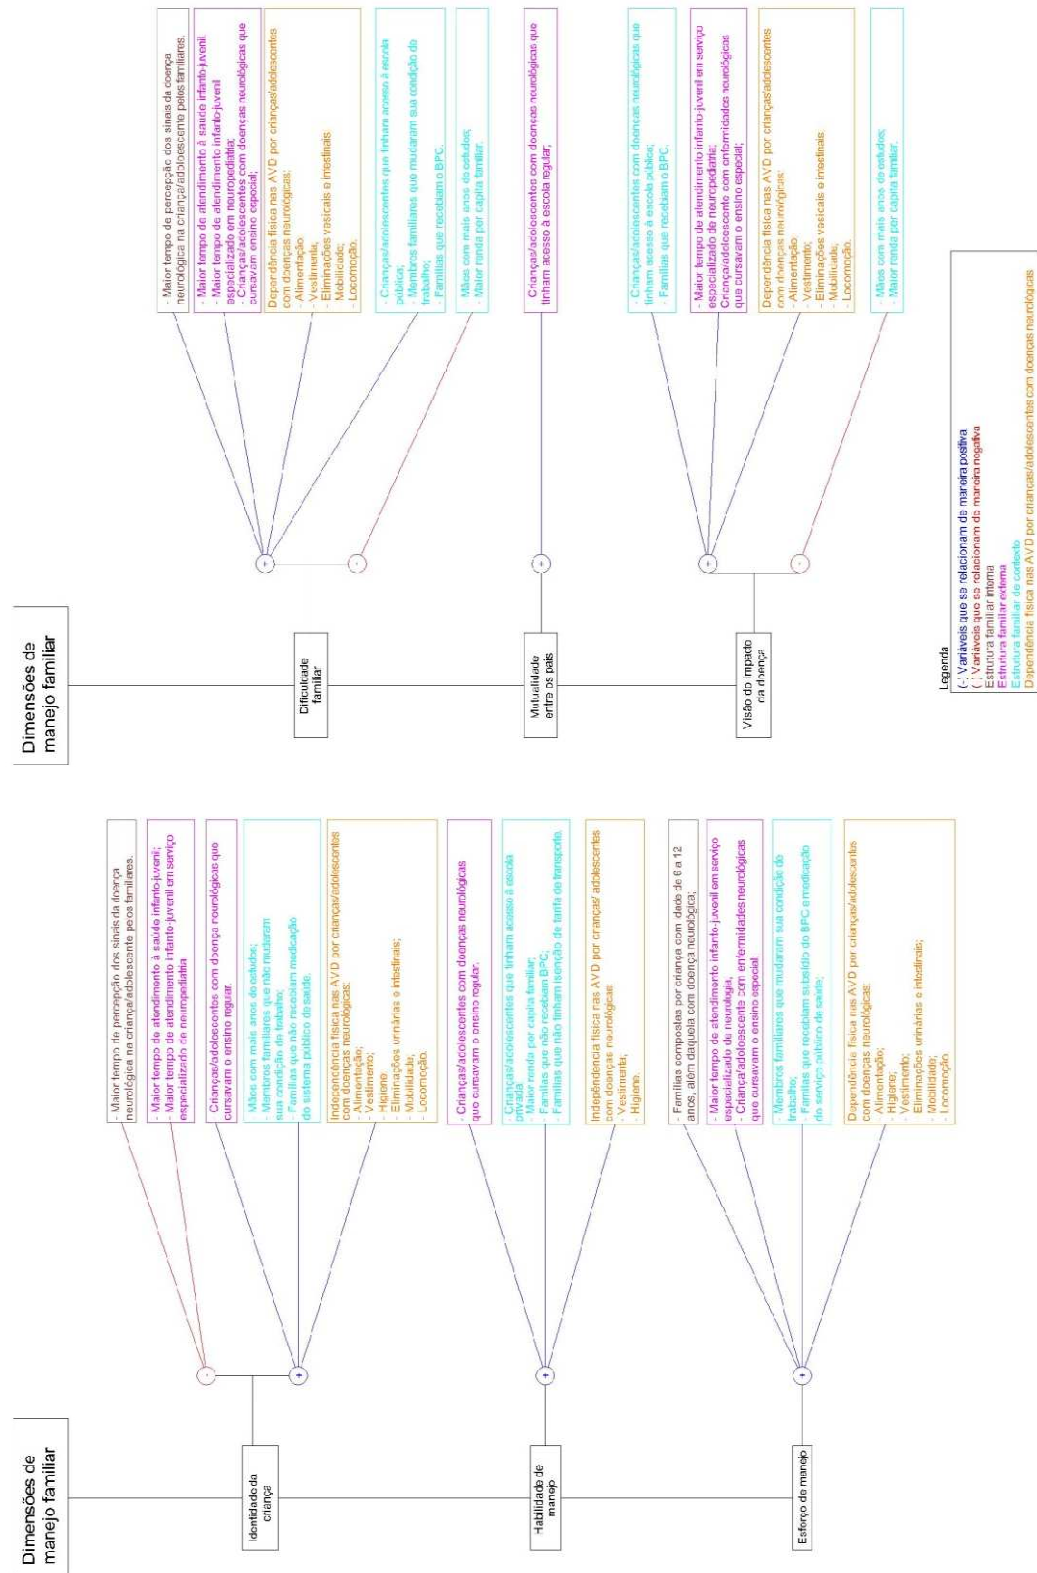 Dimensões de
manejo familiar
Identidade da
criança
-
- Maior tempo de percepção dos sinais da doença
neurológica na criança/adolescente pelos familiares.
- Maior tempo de atendimento à saúde infanto-juvenil;
- Maior tempo de atendimento infanto-juvenil em serviço
especializado de neuropediatria
+
- Crianças/adolescentes com doença neurológicas que
cursavam o ensino regular.
- Mães com mais anos de estudos;
- Membros familiares que não mudaram
sua condição de trabalho;
- Famílias que não recebiam medicação
do sistema público de saúde.
Independência física nas AVD por crianças/adolescentes
com doenças neurológicas:
- Alimentação;
- Vestimento;
- Higiene
- Eliminações urinárias e intestinais;
- Mobilidade;
- Locomoção.
Habilidade de
manejo
+
- Crianças/adolescentes com doenças neurológicas
que cursavam o ensino regular.
- Crianças/adolescentes que tinham acesso à escola
privada
- Maior renda per capita familiar;
- Famílias que não recebiam BPC;
- Famílias que não tinham isenção de tarifa de transporte.
Independência física nas AVD por crianças/ adolescentes
com doenças neurológicas
- Vestimenta;
- Higiene.
Esforço de manejo
+
- Famílias compostas por criança com idade de 6 a 12
anos, além daquela com doença neurológica;
- Maior tempo de atendimento infanto-juvenil em serviço
especializado de neurologia;
- Criança/adolescente com enfermidades neurológicas
que cursavam o ensino especial
- Membros familiares que mudaram sua condição de
trabalho;
- Famílias que recebiam subsídio do BPC e medicação
do serviço público de saúde;
Dependência física nas AVD por crianças/adolescentes
com doenças neurológicas:
- Alimentação;
- Higiene;
- Vestimento;
Eliminações urinárias e intestinais;
Mobilidade;
- Locomoção
Dimensões de
manejo familiar
Dificuldade
familiar
+
- Maior tempo de percepção dos sinais da doença
neurológica na criança/adolescente pelos familiares.
- Maior tempo de atendimento à saúde infanto-juvenil
- Maior tempo de atendimento infanto-juvenil
especializado em neuropediatria;
- Crianças/adolescentes com doenças neurológicas que
cursavam ensino especial;
Dependência física nas AVD por crianças/adolescentes
com doenças neurológicas:
- Alimentação
- Vestimenta,
- Eliminações vesicais e intestinais
Mobilidade;
- Locomoção.
- Crianças/adolescentes que tinham acesso à escola
pública;
- Membros familiares que mudaram sua condição de
trabalho;
- Famílias que recebiam o BPC.
-
- Mães com mais anos de estudos;
- Maior renda per capita familiar.
Mutualidade
entre os pais
+
- Crianças/adolescentes com doenças neurológicas que
tinham acesso à escola regular;
Visão do impacto
da doença
+
- Crianças/adolescentes com doenças neurológicas que
tinham acesso à escola pública;
- Famílias que recebiam o BPC.
- Maior tempo de atendimento infanto-juvenil em serviço
especializado de neuropediatria;
Criança/adolescente com enfermidades neurológicas
que cursavam o ensino especial.
Dependência física nas AVD por crianças/adolescentes
com doenças neurológicas;
- Alimentação
- Vestimento;
- Eliminações vesicais e intestinais
- Mobilidade;
- Locomoção.
-
- Mães com mais anos de estudos;
- Maior renda per capita familiar.
Legenda
Variáveis que se relacionam de maneira positiva
Variáveis que se relacionam de maneira negativa
Estrutura familiar interna
Estrutura familiar externa
Estrutura familiar de contexto
Dependência física nas AVD por crianças/adolescentes com doenças neurológicas